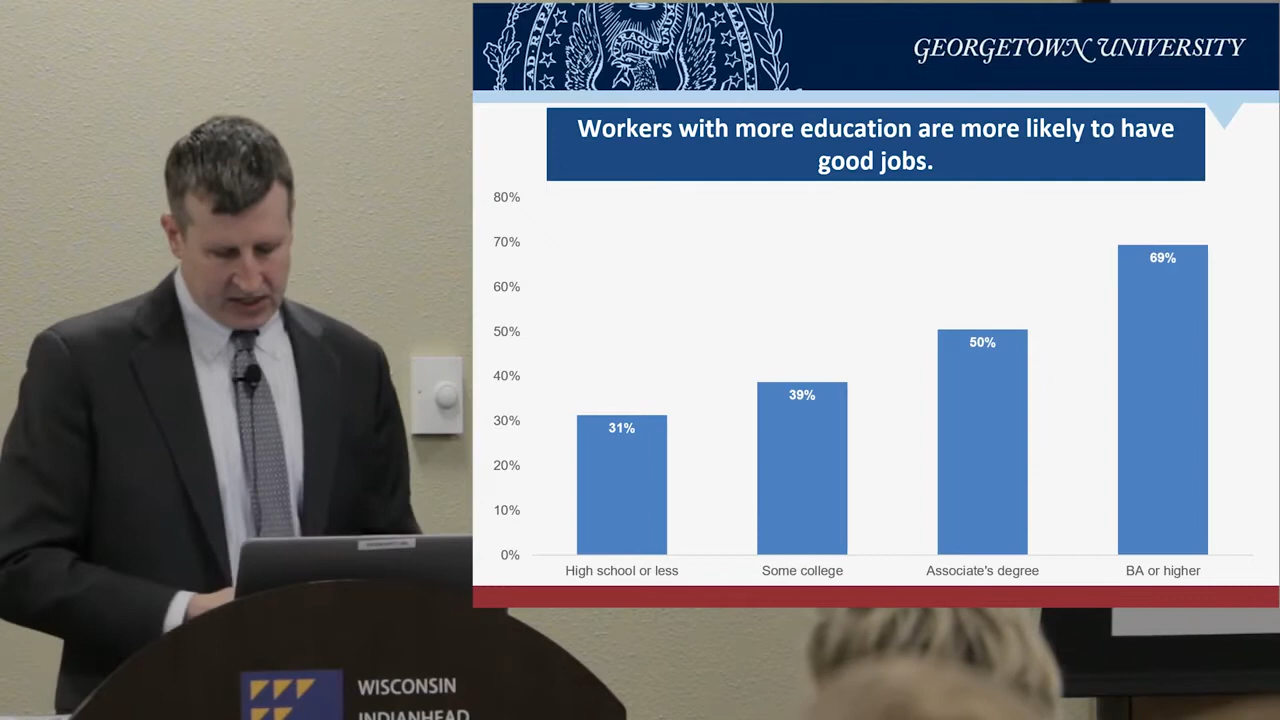 GEORGETOWN UNIVERSITY
Workers with more education are more likely to have
good jobs.
80%
70%
60%
50%
40%
30%
20%
10%
0%
31%
39%
50%
69%
High school or less
Some college
Associate's degree
BA or higher
WISCONSIN
INDIANHEAD